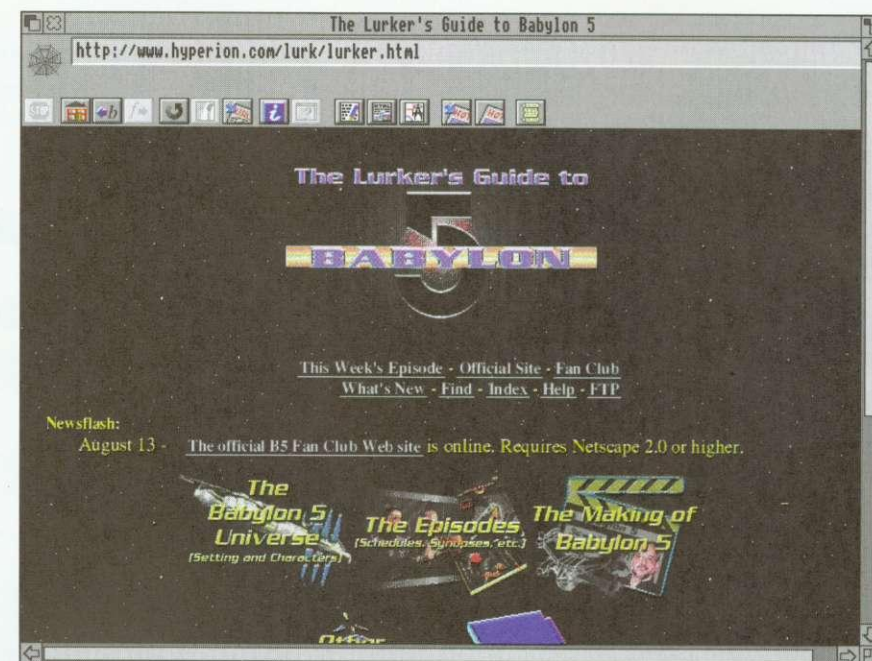 The Lurker's Guide to Babylon 5
http://www.hyperion.com/lurk/lurker.html
The Lurker's Guide to
5
BABYLON
This Week's Episode - Official Site - Fan Club
What's New - Find - Index - Help - FTP
Newsflash:
August 13 - The official B5 Fan Club Web site is online. Requires Netscape 2.0 or higher.
The
Babylon 5
Universe
(Setting and Characters)
The Episodes
(Schedules, Synopses, etc.)
The Making of
Babylon 5
Other